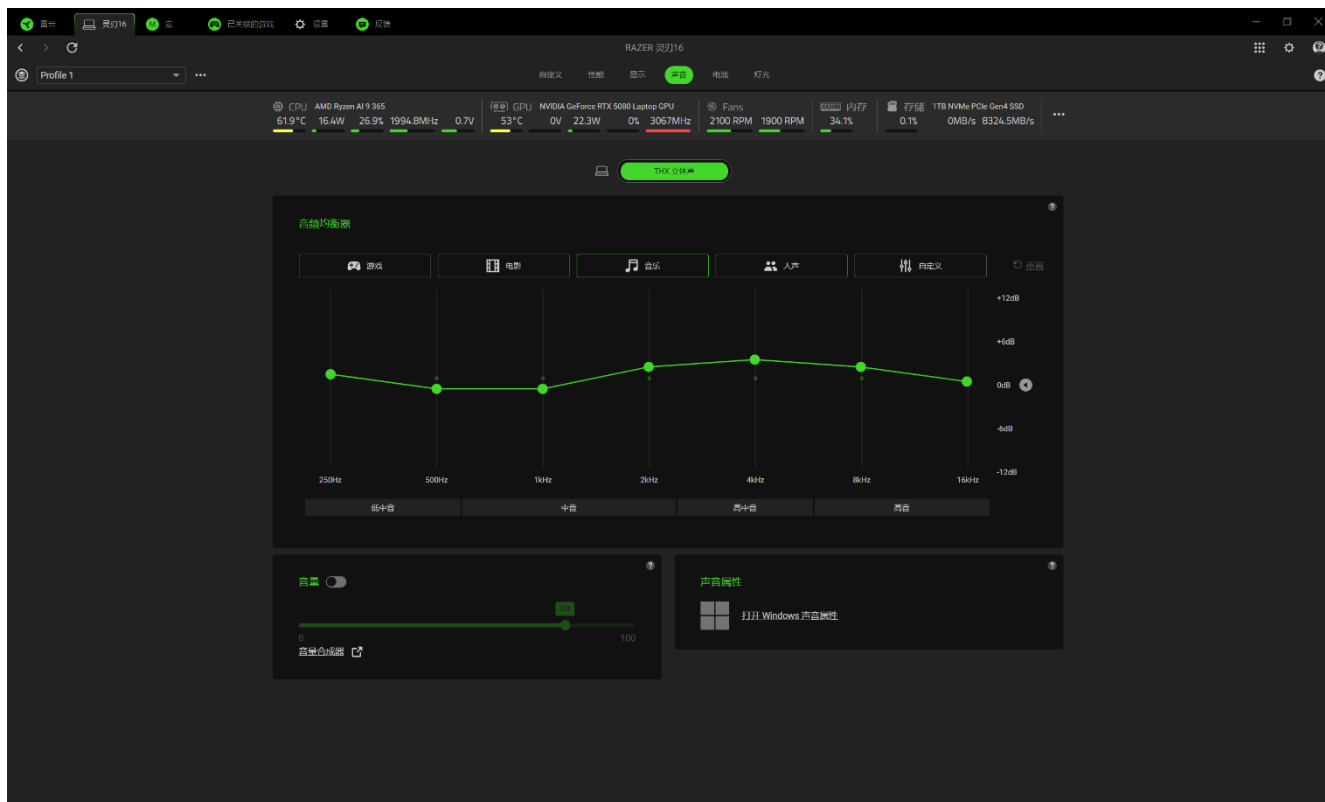 雷云 灵刃16 宏 已关联的游戏 设置 反馈
RAZER 灵刃16
Profile 1 自定义 性能 显示 声音 电池 灯光
CPU AMD Ryzen AI 9 365 GPU NVIDIA GeForce RTX 5080 Laptop GPU Fans 内存 存储 1TB NVMe PCIe Gen4 SSD
61.9°C 16.4W 26.9% 1994.8MHz 0.7V 53°C 0V 22.3W 0% 3067MHz 2100 RPM 1900 RPM 34.1% 0.1% 0MB/s 8324.5MB/s
THX 立体声
音频均衡器
游戏 电影 音乐 人声 自定义 重置
+12dB
+6dB
0dB
-6dB
-12dB
250Hz 500Hz 1kHz 2kHz 4kHz 8kHz 16kHz
低中音 中音 高中音 高音
音量
0 100
音量合成器
声音属性
打开 Windows 声音属性